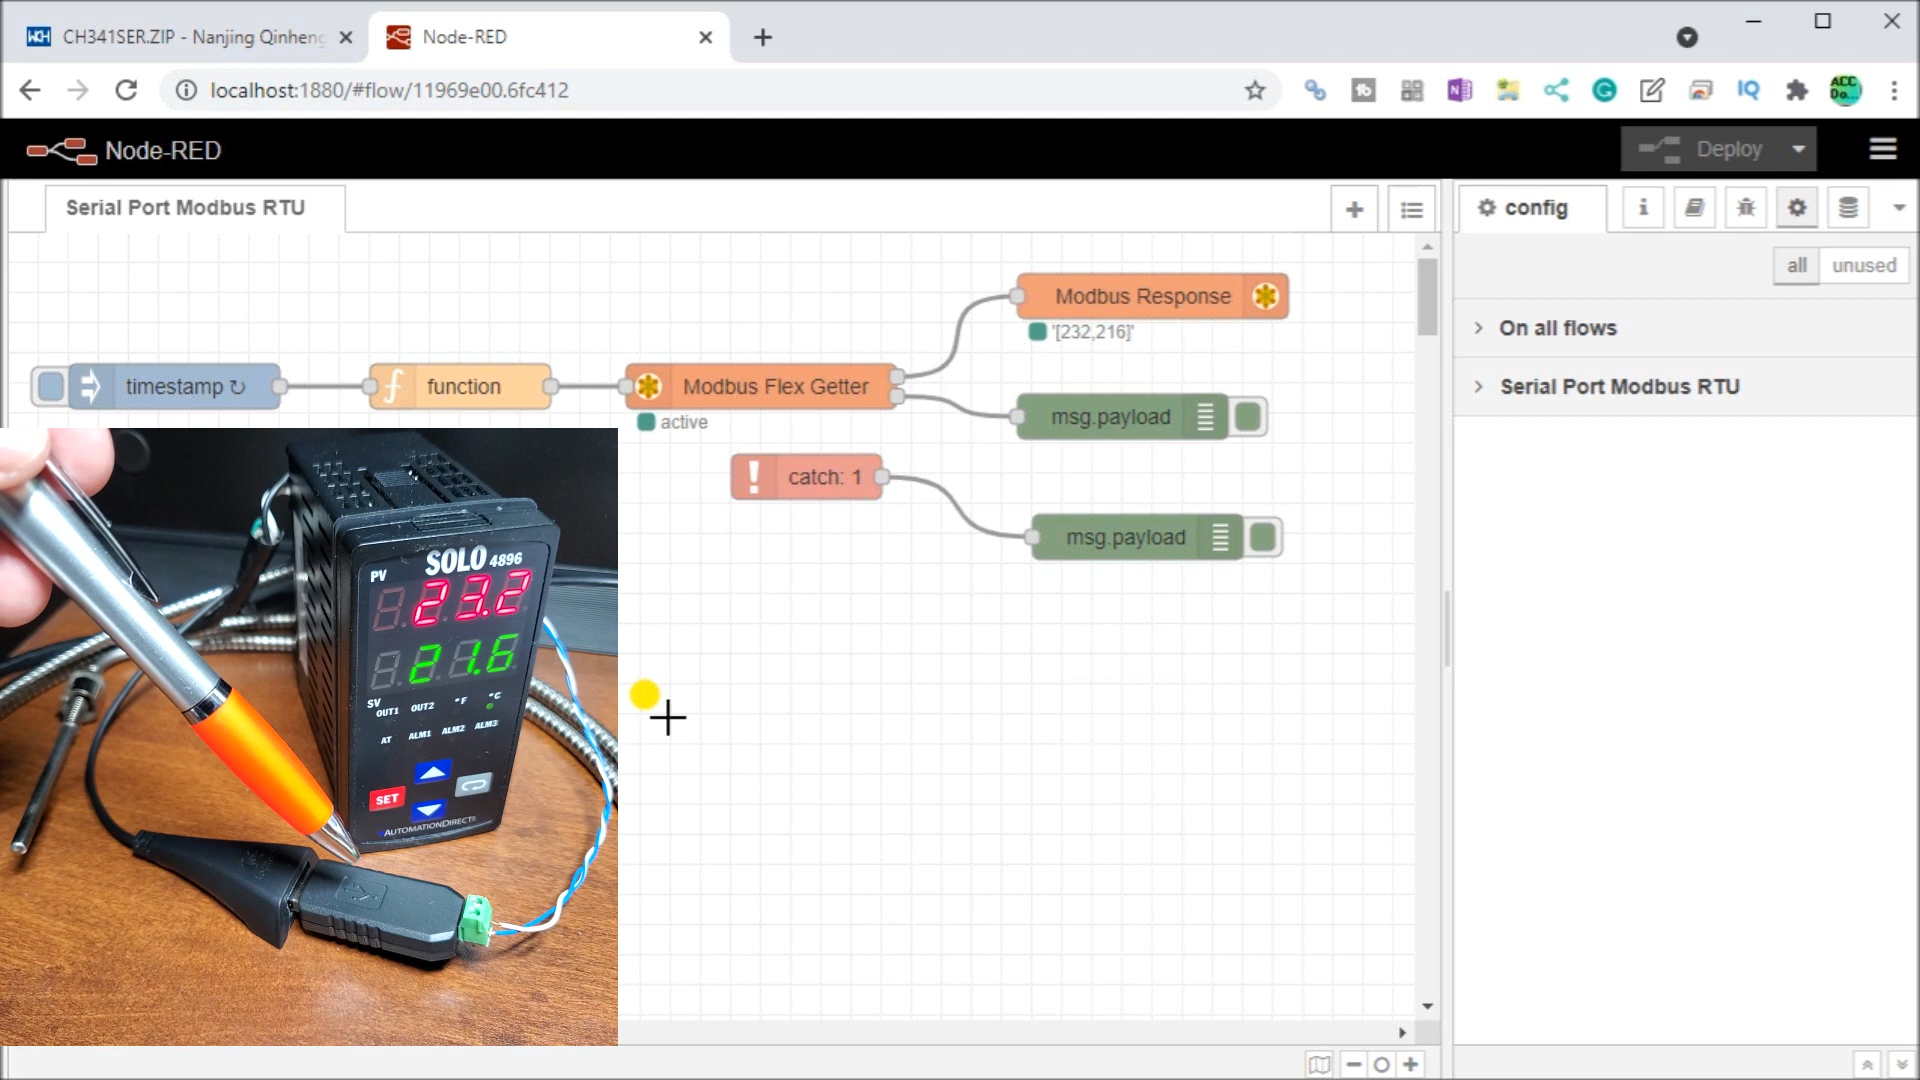 CH341SER.ZIP - Nanjing Qinheng
Node-RED
localhost:1880/#flow/11969e00.6fc412
ACC
Do...
Node-RED
Deploy
Serial Port Modbus RTU
config
all
unused
On all flows
Serial Port Modbus RTU
Modbus Response
'[232,216]'
timestamp ↻
function
Modbus Flex Getter
active
msg.payload
catch: 1
msg.payload
SOLO 4896
PV
23.2
21.6
SV
OUT1 OUT2 °F °C
AT ALM1 ALM2 ALM3
SET
AUTOMATIONDIRECT